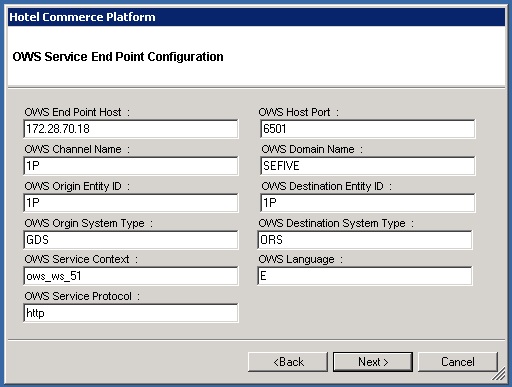 Hotel Commerce Platform
OWS Service End Point Configuration
OWS End Point Host :
172.28.70.18
OWS Host Port :
6501
OWS Channel Name :
1P
OWS Domain Name :
SEFIVE
OWS Origin Entity ID :
1P
OWS Destination Entity ID :
1P
OWS Orgin System Type :
GDS
OWS Destination System Type :
ORS
OWS Service Context :
ows_ws_51
OWS Language :
E
OWS Service Protocol :
http
<Back
Next >
Cancel